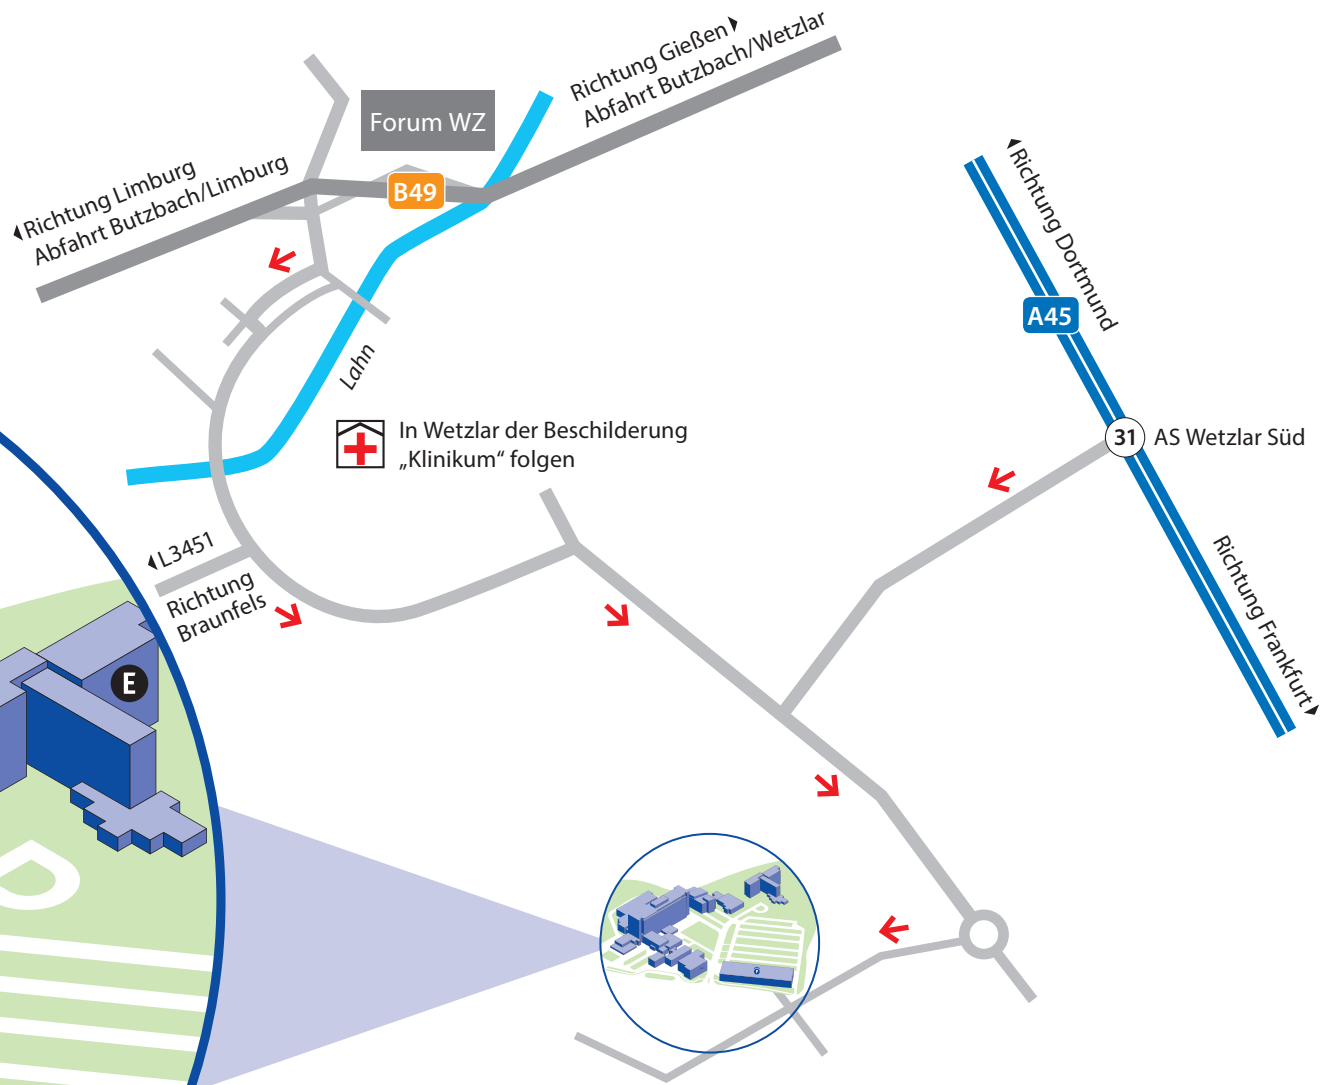 Richtung Gießen
Abfahrt Butzbach/Wetzlar
Forum WZ
B49
Richtung Limburg
Abfahrt Butzbach/Limburg
Richtung Dortmund
A45
Lahn
In Wetzlar der Beschilderung
„Klinikum“ folgen
31 AS Wetzlar Süd
L3451
Richtung
Braunfels
Richtung Frankfurt
E